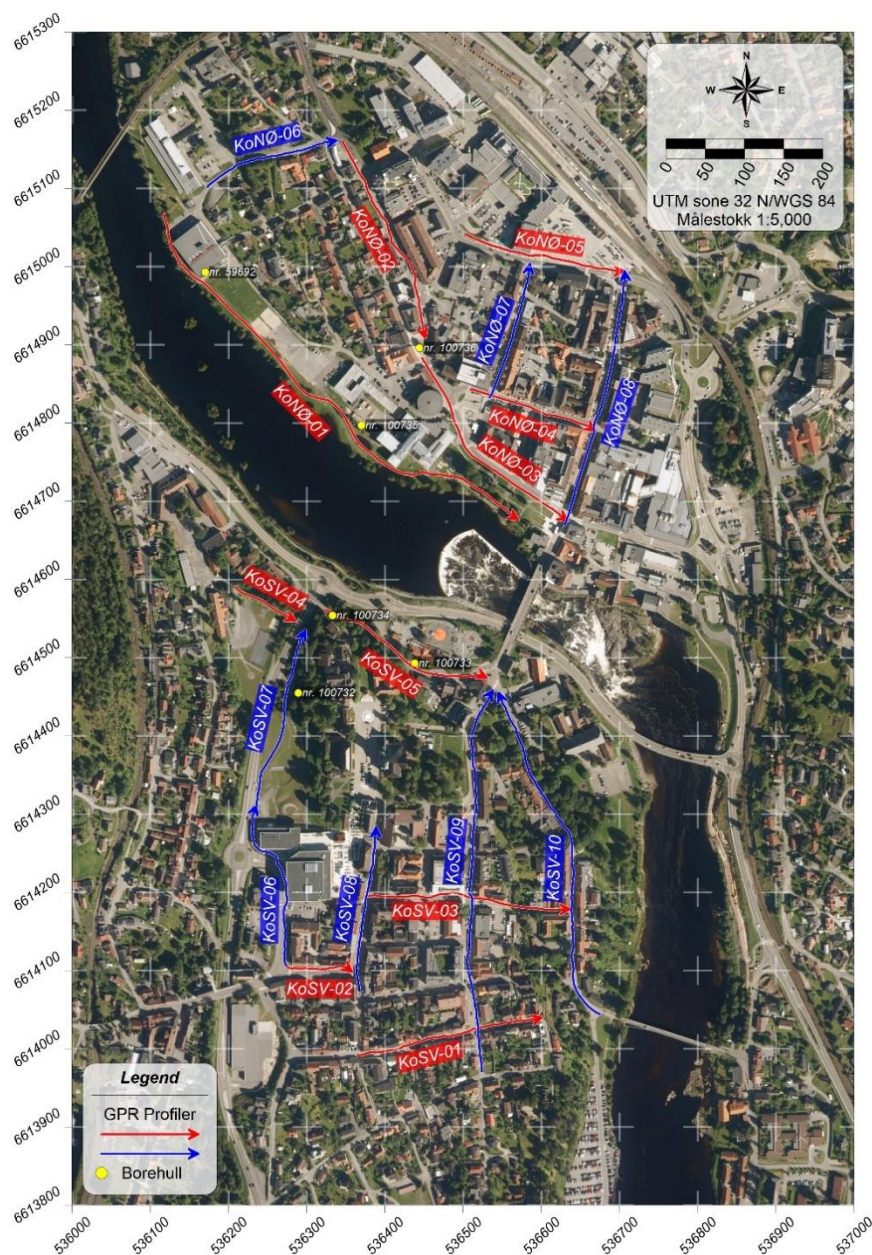 6615300
6615200
6615100
6615000
6614900
6614800
6614700
6614600
6614500
6614400
6614300
6614200
6614100
6614000
6613900
6613800
N
W
E
S
0
50
100
150
200
UTM sone 32 N/WGS 84
Målestokk 1:5,000
KoNØ-06
KoNØ-02
KoNØ-05
nr. 59692
KoNØ-07
nr. 100736
KoNØ-08
KoNØ-01
nr. 100735
KoNØ-04
KoNØ-03
KoSV-04
nr. 100734
KoSV-05
nr. 100733
KoSV-07
nr. 100732
KoSV-09
KoSV-10
KoSV-06
KoSV-08
KoSV-03
KoSV-02
KoSV-01
Legend
GPR Profiler
Borehull
536000
536100
536200
536300
536400
536500
536600
536700
536800
536900
537000